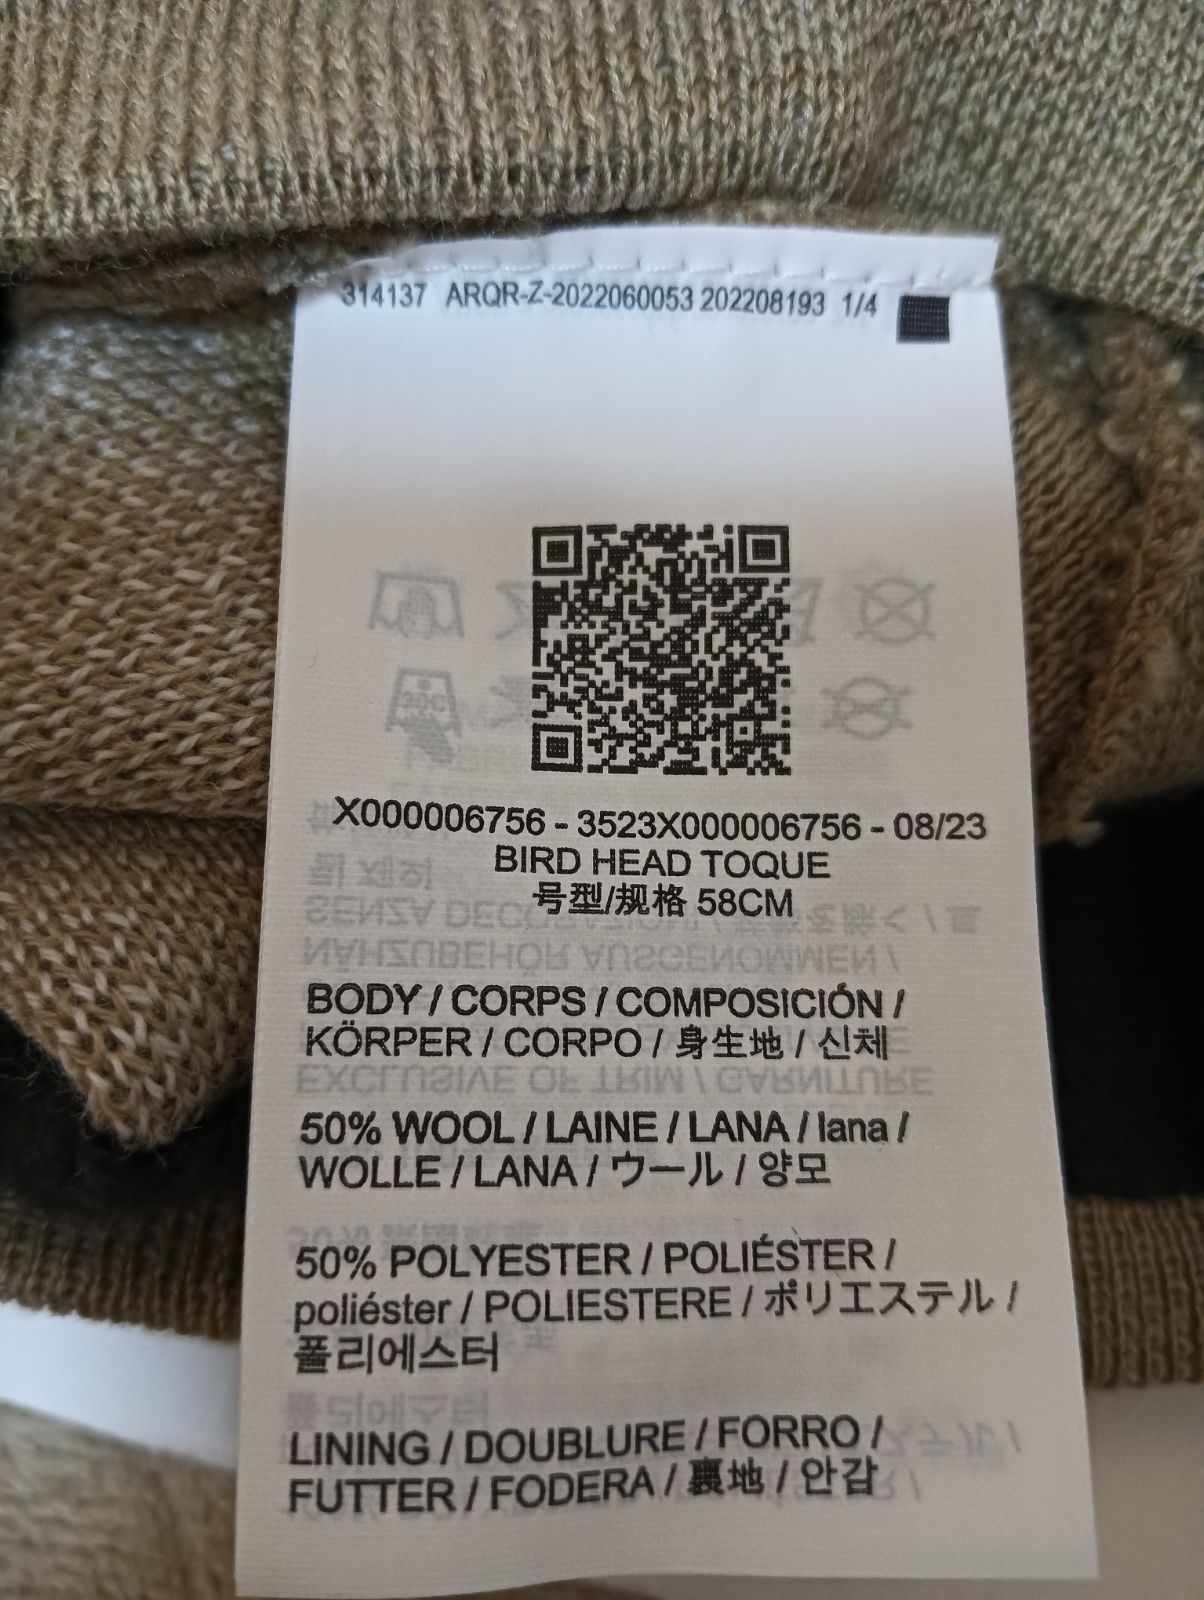 314137 ARQR-Z-2022060053 202208193 1/4
X000006756 - 3523X000006756 - 08/23
BIRD HEAD TOQUE
号型/规格 58CM
BODY / CORPS / COMPOSICIÓN /
KÖRPER / CORPO / 身生地 / 신체
50% WOOL / LAINE / LANA / lana /
WOLLE / LANA / ウール / 양모
50% POLYESTER / POLIÉSTER /
poliéster / POLIESTERE / ポリエステル /
폴리에스터
LINING / DOUBLURE / FORRO /
FUTTER / FODERA / 裏地 / 안감